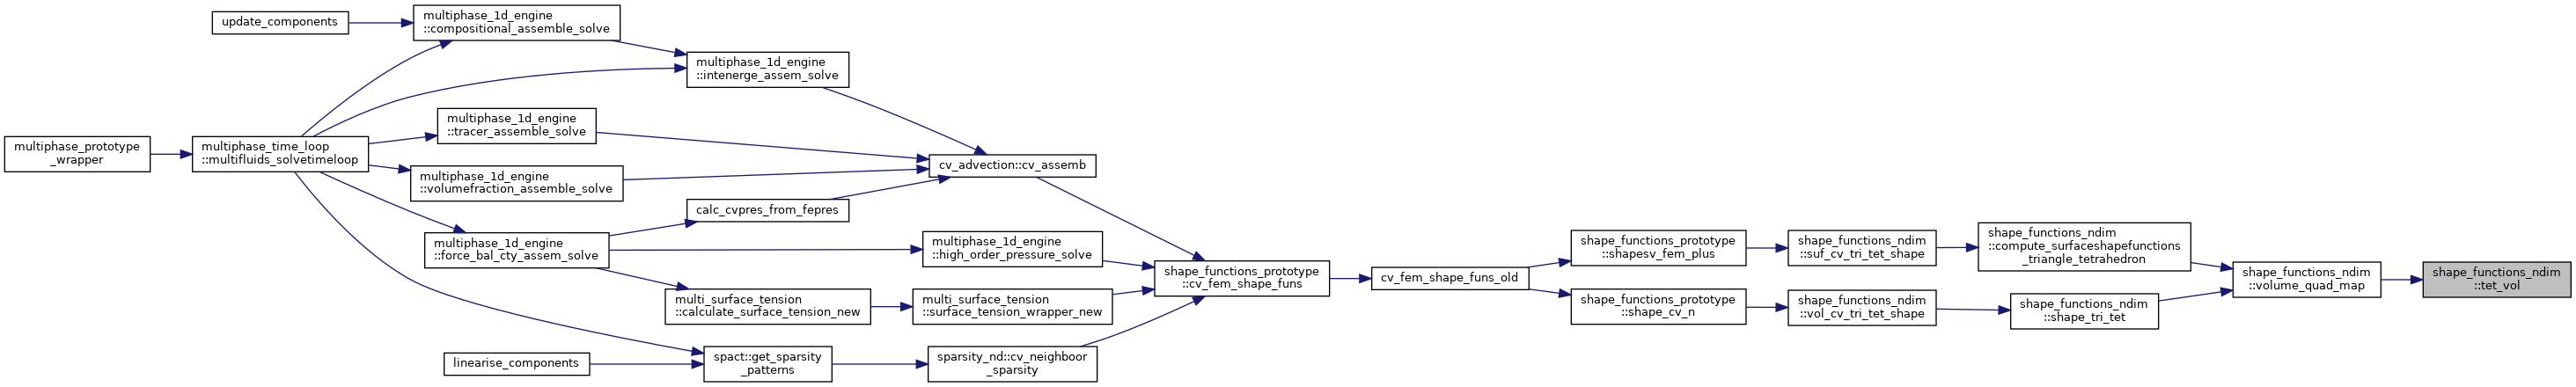 update_components
multiphase_1d_engine
::compositional_assemble_solve
multiphase_1d_engine
::intenerge_assem_solve
multiphase_1d_engine
::tracer_assemble_solve
multiphase_prototype
_wrapper
multiphase_time_loop
::multifluids_solvetimeloop
multiphase_1d_engine
::volumefraction_assemble_solve
cv_advection::cv_assemb
calc_cvpres_from_fepres
multiphase_1d_engine
::force_bal_cty_assem_solve
multiphase_1d_engine
::high_order_pressure_solve
multi_surface_tension
::calculate_surface_tension_new
multi_surface_tension
::surface_tension_wrapper_new
linearise_components
spact::get_sparsity
_patterns
sparsity_nd::cv_neighboor
_sparsity
shape_functions_prototype
::cv_fem_shape_funs
cv_fem_shape_funs_old
shape_functions_prototype
::shapesv_fem_plus
shape_functions_prototype
::shape_cv_n
shape_functions_ndim
::suf_cv_tri_tet_shape
shape_functions_ndim
::vol_cv_tri_tet_shape
shape_functions_ndim
::compute_surfaceshapefunctions
_triangle_tetrahedron
shape_functions_ndim
::shape_tri_tet
shape_functions_ndim
::volume_quad_map
shape_functions_ndim
::tet_vol